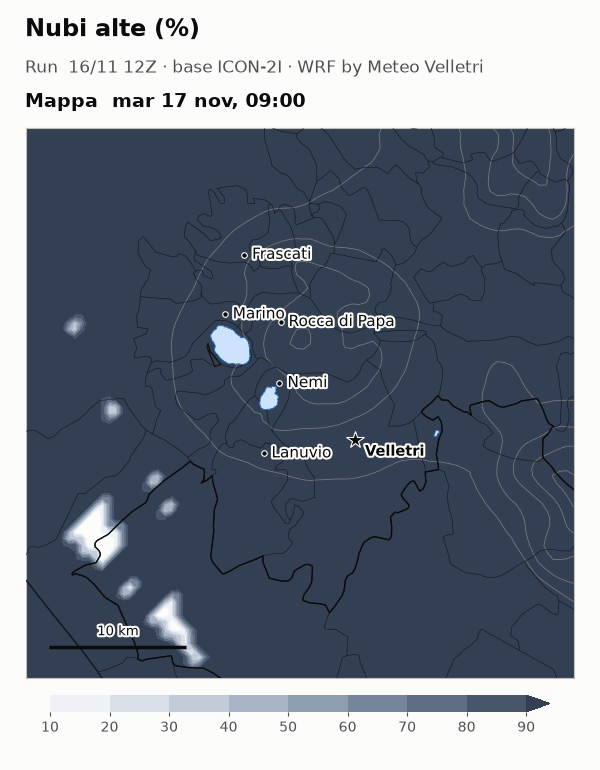 Nubi alte (%)
Run  16/11 12Z · base ICON-2I · WRF by Meteo Velletri
Mappa  mar 17 nov, 09:00
Frascati
Marino
Rocca di Papa
Nemi
Velletri
Lanuvio
10 km
10 20 30 40 50 60 70 80 90